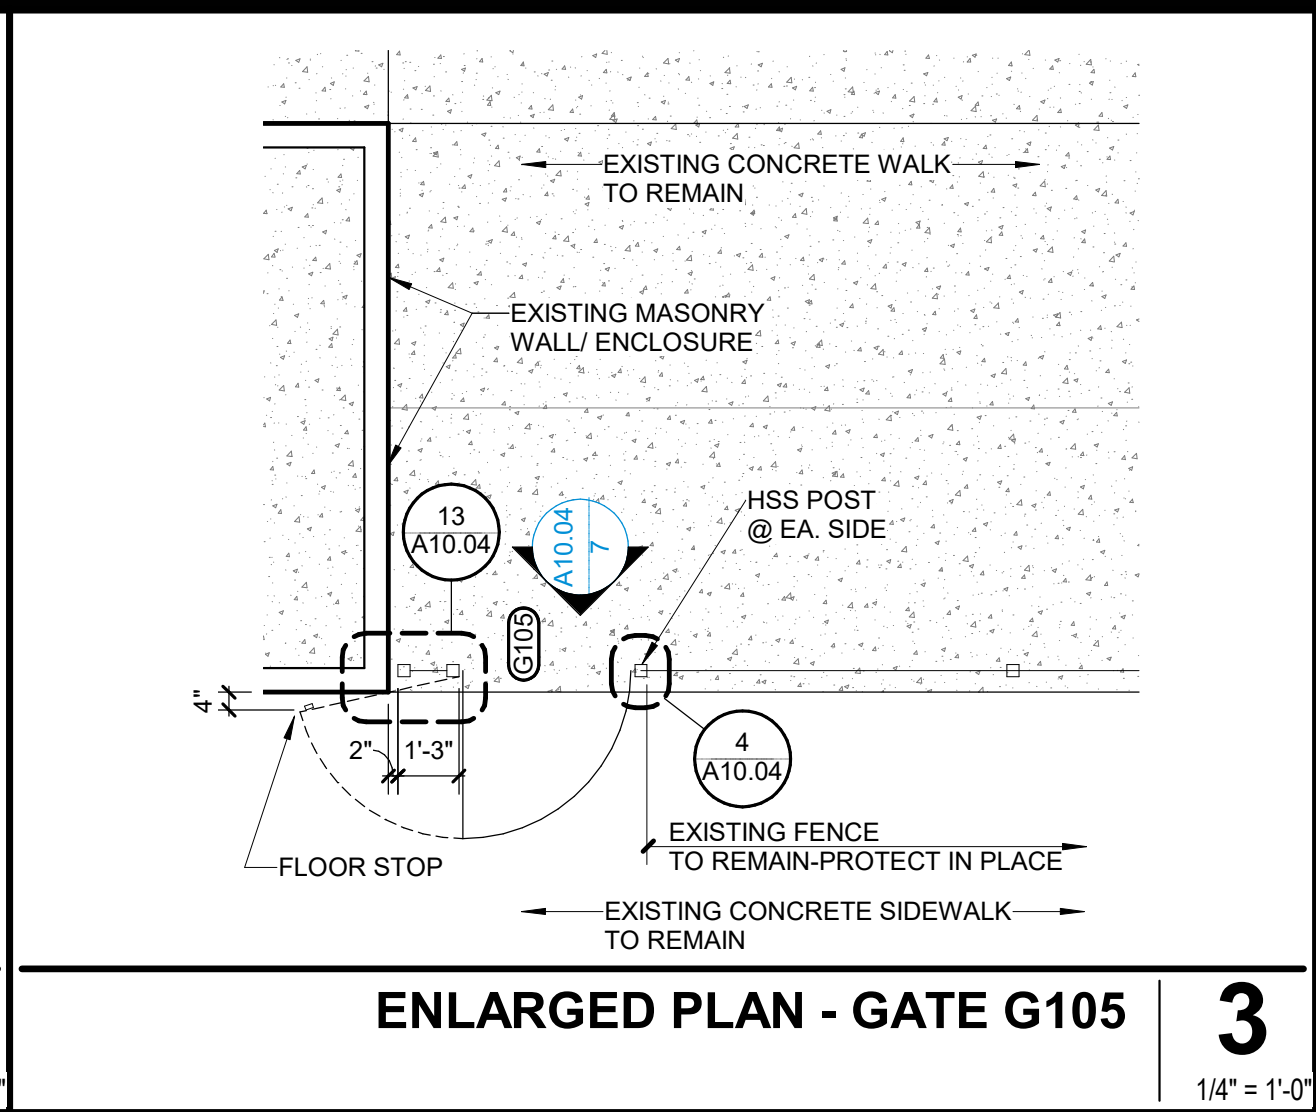 EXISTING CONCRETE WALK
TO REMAIN
EXISTING MASONRY
WALL/ ENCLOSURE
HSS POST
@ EA. SIDE
13
A10.04
A10.04
7
G105
4"
2"
1'-3"
4
A10.04
EXISTING FENCE
TO REMAIN-PROTECT IN PLACE
FLOOR STOP
EXISTING CONCRETE SIDEWALK
TO REMAIN
ENLARGED PLAN - GATE G105
3
1/4" = 1'-0"
"